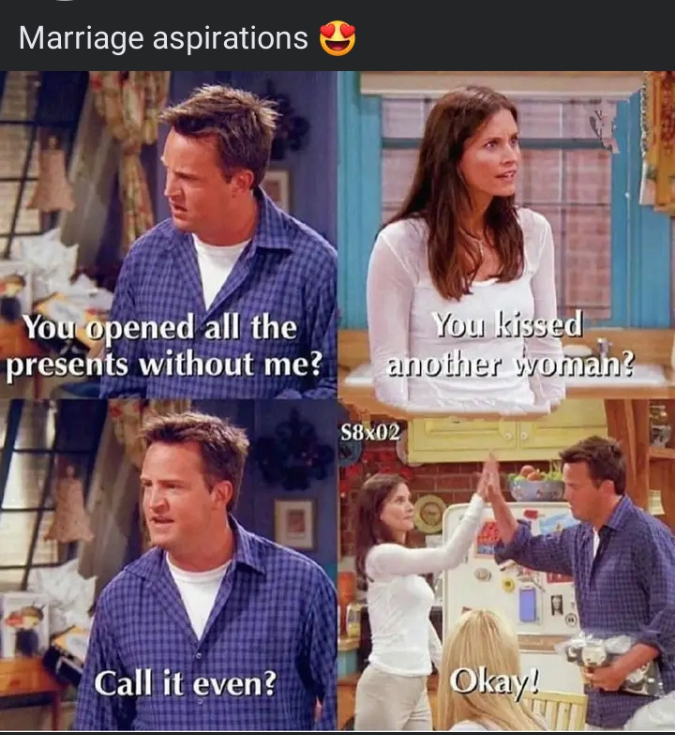 Marriage aspirations 😍
You opened all the
presents without me?
You kissed
another woman?
Call it even?
S8x02
Okay!